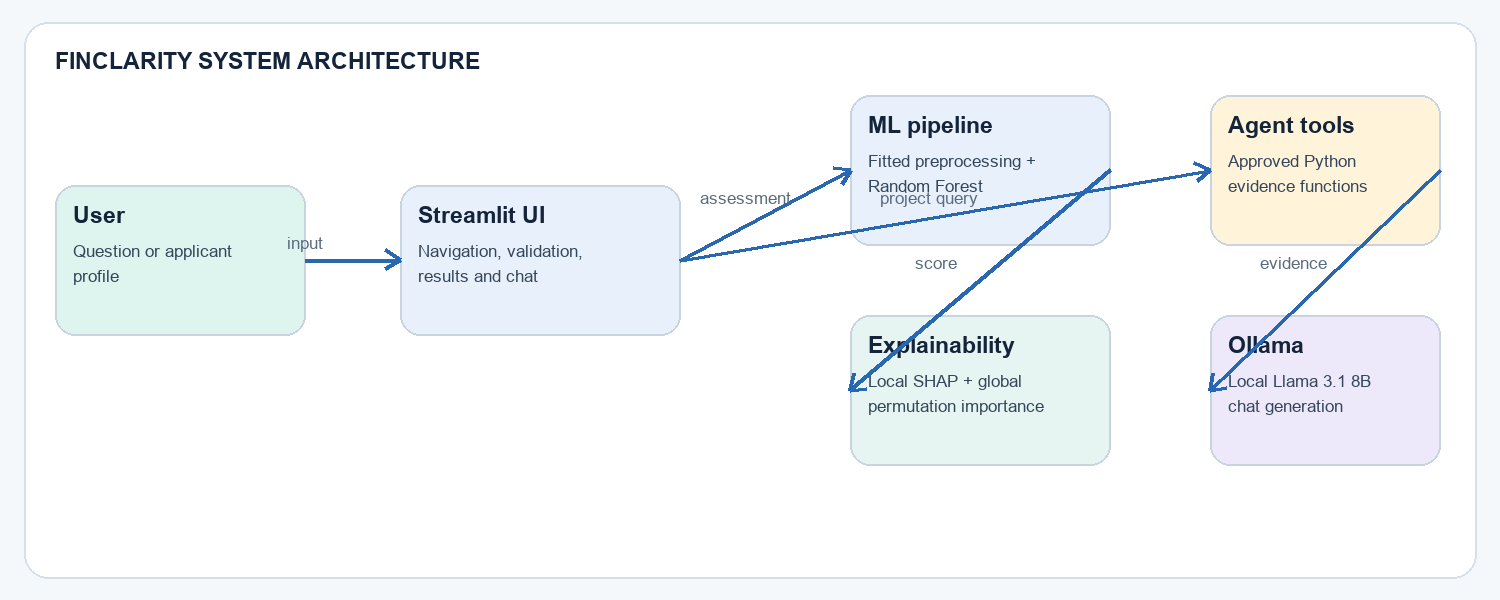 FINCLARITY SYSTEM ARCHITECTURE
User
Question or applicant
profile
input
Streamlit UI
Navigation, validation,
results and chat
assessment
ML pipeline
Fitted preprocessing +
Random Forest
project query
Agent tools
Approved Python
evidence functions
score
evidence
Explainability
Local SHAP + global
permutation importance
Ollama
Local Llama 3.1 8B
chat generation